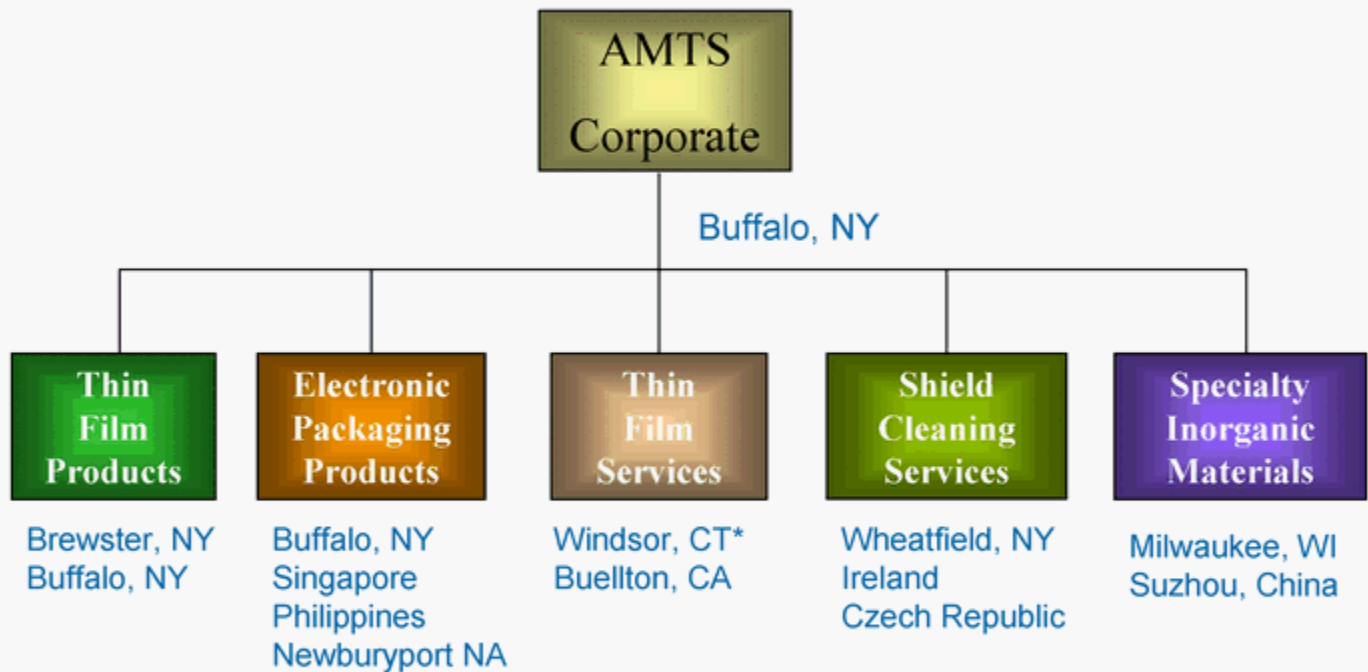 AMTS
Corporate
Buffalo, NY
Thin
Film
Products
Brewster, NY
Buffalo, NY
Electronic
Packaging
Products
Buffalo, NY
Singapore
Philippines
Newburyport NA
Thin
Film
Services
Windsor, CT*
Buellton, CA
Shield
Cleaning
Services
Wheatfield, NY
Ireland
Czech Republic
Specialty
Inorganic
Materials
Milwaukee, WI
Suzhou, China